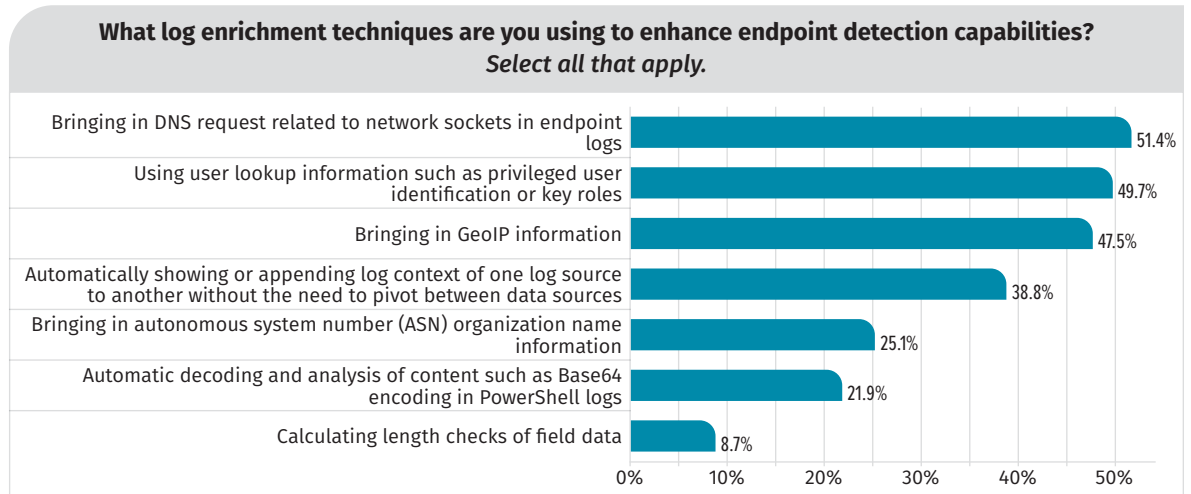 What log enrichment techniques are you using to enhance endpoint detection capabilities?
Select all that apply.
Bringing in DNS request related to network sockets in endpoint
logs
51.4%
Using user lookup information such as privileged user
identification or key roles
49.7%
Bringing in GeoIP information
47.5%
Automatically showing or appending log context of one log source
to another without the need to pivot between data sources
38.8%
Bringing in autonomous system number (ASN) organization name
information
25.1%
Automatic decoding and analysis of content such as Base64
encoding in PowerShell logs
21.9%
Calculating length checks of field data
8.7%
0% 10% 20% 30% 40% 50%